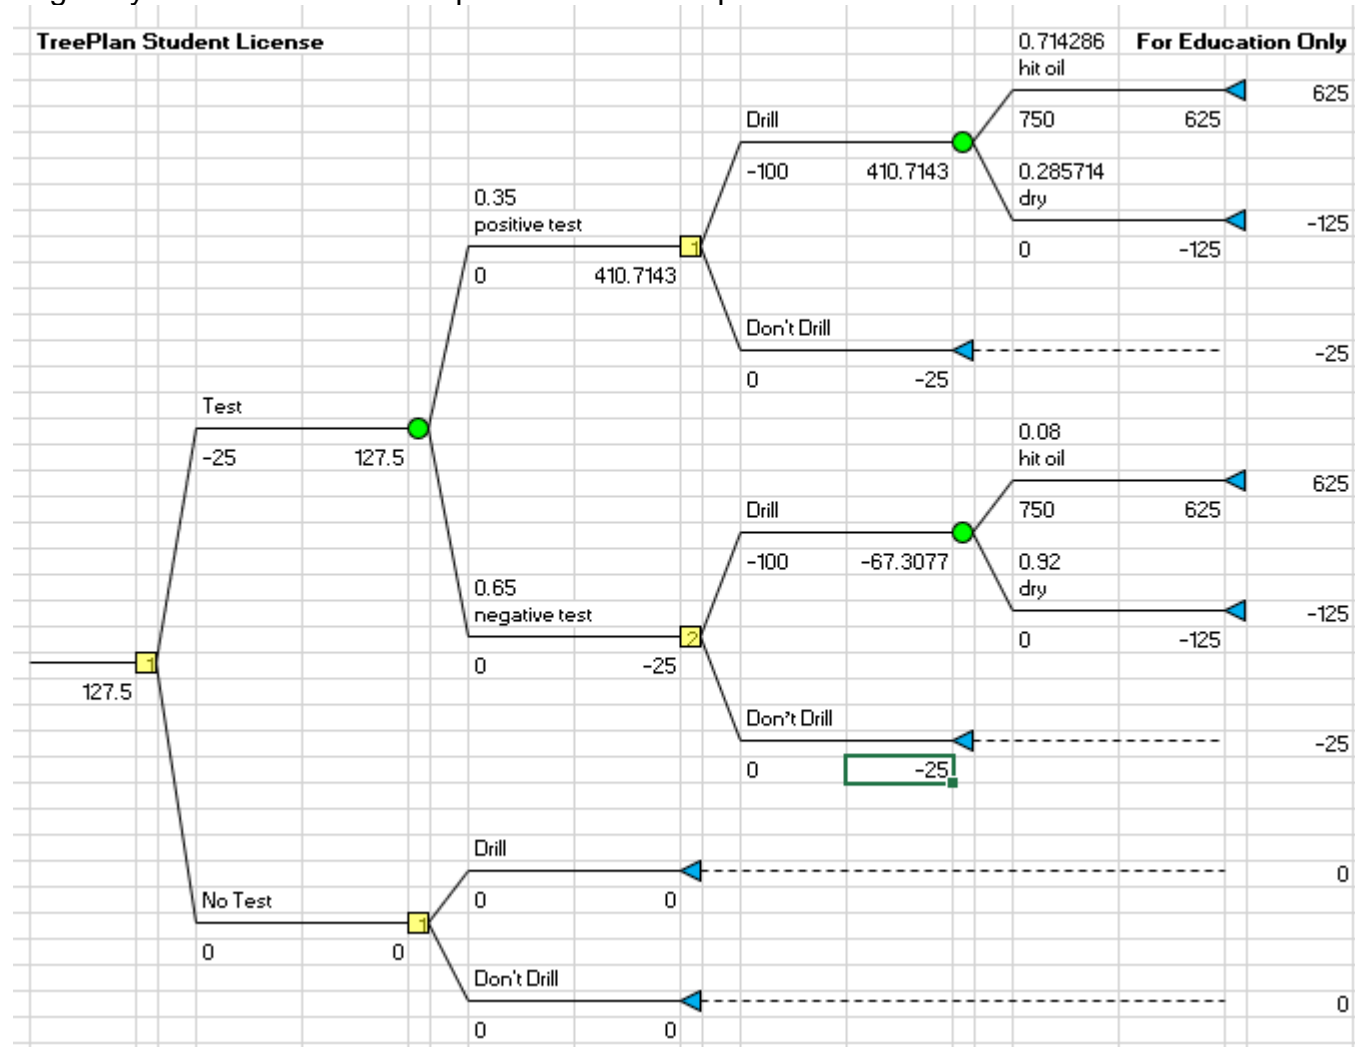 TreePlan Student License
0.714286 For Education Only
hit oil
625
Drill
750 625
-100 410.7143
0.285714
dry
0.35
positive test
-125
0 410.7143
0 -125
Don't Drill
-25
0 -25
Test
-25 127.5
0.08
hit oil
625
Drill
750 625
-100 -67.3077
0.92
dry
0.65
negative test
-125
0 -25
0 -125
1
1
2
127.5
Don't Drill
-25
0 -25
Drill
0
0 0
No Test
1
0 0
Don't Drill
0
0 0